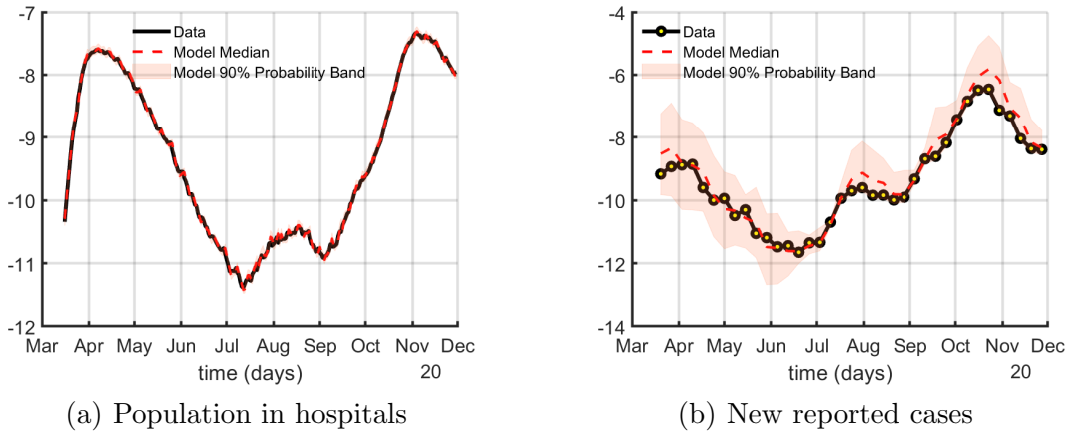 -7
-8
-9
-10
-11
-12
Data
Model Median
Model 90% Probability Band
Mar Apr May Jun Jul Aug Sep Oct Nov Dec
time (days)
20
(a) Population in hospitals
-4
-6
-8
-10
-12
-14
Data
Model Median
Model 90% Probability Band
Mar Apr May Jun Jul Aug Sep Oct Nov Dec
time (days)
20
(b) New reported cases